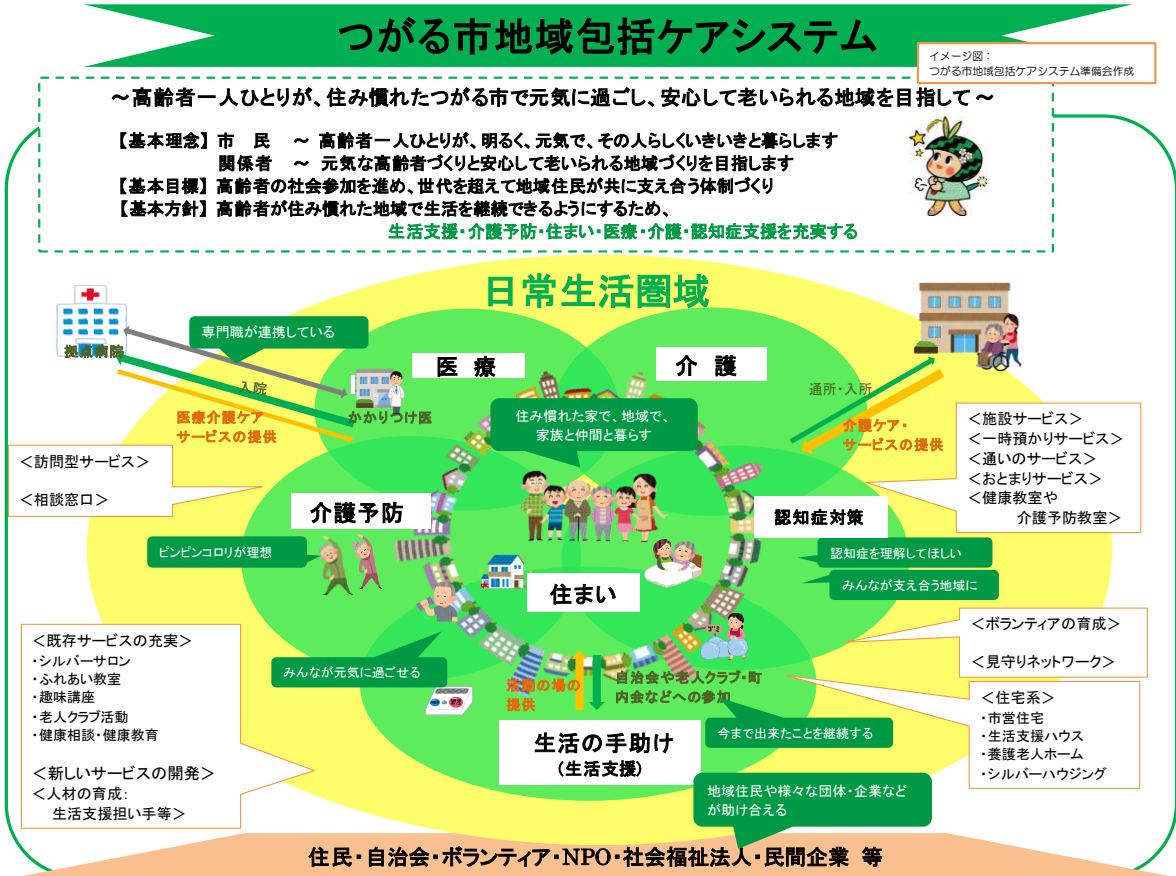 つがる市地域包括ケアシステム
イメージ図：
つがる市地域包括ケアシステム準備会作成
～高齢者一人ひとりが、住み慣れたつがる市で元気に過ごし、安心して老いられる地域を目指して～
【基本理念】 市　民　～ 高齢者一人ひとりが、明るく、元気で、その人らしくいきいきと暮らします
関係者　～ 元気な高齢者づくりと安心して老いられる地域づくりを目指します
【基本目標】 高齢者の社会参加を進め、世代を超えて地域住民が共に支え合う体制づくり
【基本方針】 高齢者が住み慣れた地域で生活を継続できるようにするため、
生活支援・介護予防・住まい・医療・介護・認知症支援を充実する
日常生活圏域
拠点病院
専門職が連携している
入院
医療介護ケア
サービスの提供
かかりつけ医
医 療
介 護
住み慣れた家で、地域で、
家族と仲間と暮らす
通所・入所
介護ケア・
サービスの提供
＜訪問型サービス＞
＜相談窓口＞
＜施設サービス＞
＜一時預かりサービス＞
＜通いのサービス＞
＜おとまりサービス＞
＜健康教室や
介護予防教室＞
介護予防
ピンピンコロリが理想
認知症対策
認知症を理解してほしい
みんなが支え合う地域に
住まい
＜既存サービスの充実＞
・シルバーサロン
・ふれあい教室
・趣味講座
・老人クラブ活動
・健康相談・健康教育
＜新しいサービスの開発＞
＜人材の育成：
生活支援担い手等＞
みんなが元気に過ごせる
活動の場の
提供
自治会や老人クラブ・町
内会などへの参加
ゴミ
＜ボランティアの育成＞
＜見守りネットワーク＞
＜住宅系＞
・市営住宅
・生活支援ハウス
・養護老人ホーム
・シルバーハウジング
今まで出来たことを継続する
生活の手助け
（生活支援）
地域住民や様々な団体・企業など
が助け合える
住民・自治会・ボランティア・NPO・社会福祉法人・民間企業 等